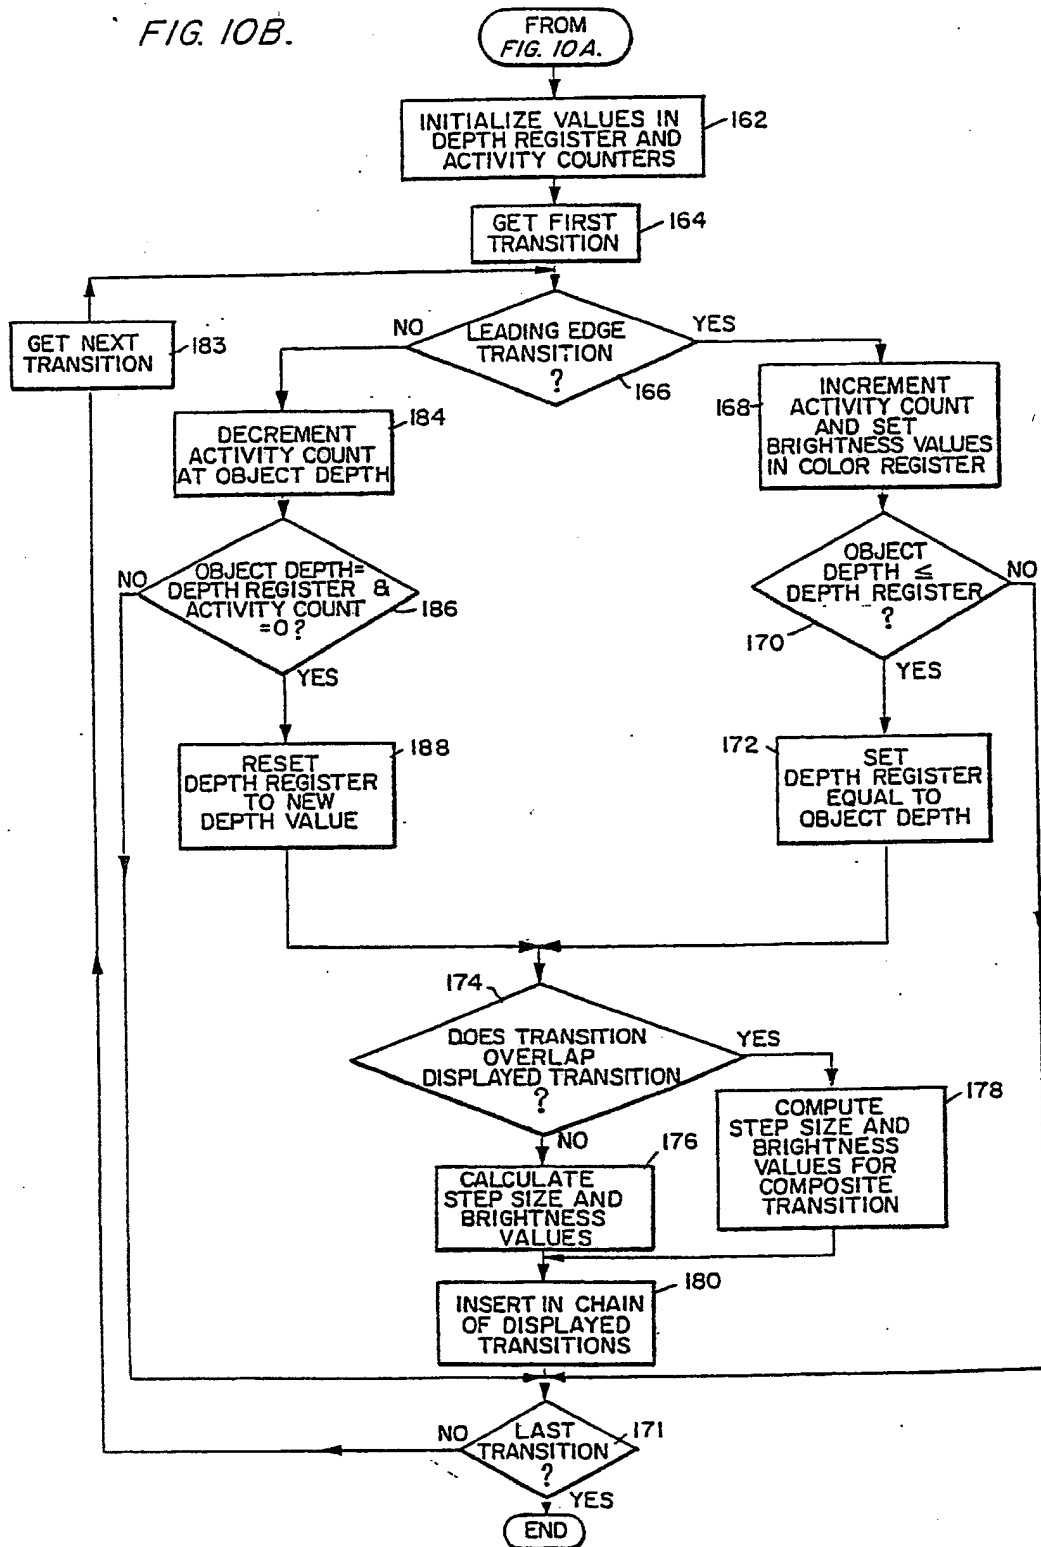 FIG. 10B.
FROM
FIG. 10A.
INITIALIZE VALUES IN
DEPTH REGISTER AND
ACTIVITY COUNTERS
162
GET FIRST
TRANSITION
164
GET NEXT
TRANSITION
183
NO
LEADING EDGE
TRANSITION
?
YES
166
184
DECREMENT
ACTIVITY COUNT
AT OBJECT DEPTH
168
INCREMENT
ACTIVITY COUNT
AND SET
BRIGHTNESS VALUES
IN COLOR REGISTER
NO
OBJECT DEPTH=
DEPTH REGISTER &
ACTIVITY COUNT
=0?
186
YES
OBJECT
DEPTH ≤
DEPTH REGISTER
?
NO
170
YES
188
RESET
DEPTH REGISTER
TO NEW
DEPTH VALUE
172
SET
DEPTH REGISTER
EQUAL TO
OBJECT DEPTH
174
DOES TRANSITION
OVERLAP
DISPLAYED TRANSITION
?
YES
NO
176
CALCULATE
STEP SIZE AND
BRIGHTNESS
VALUES
178
COMPUTE
STEP SIZE AND
BRIGHTNESS
VALUES FOR
COMPOSITE
TRANSITION
180
INSERT IN CHAIN
OF DISPLAYED
TRANSITIONS
NO
LAST
TRANSITION
?
171
YES
END